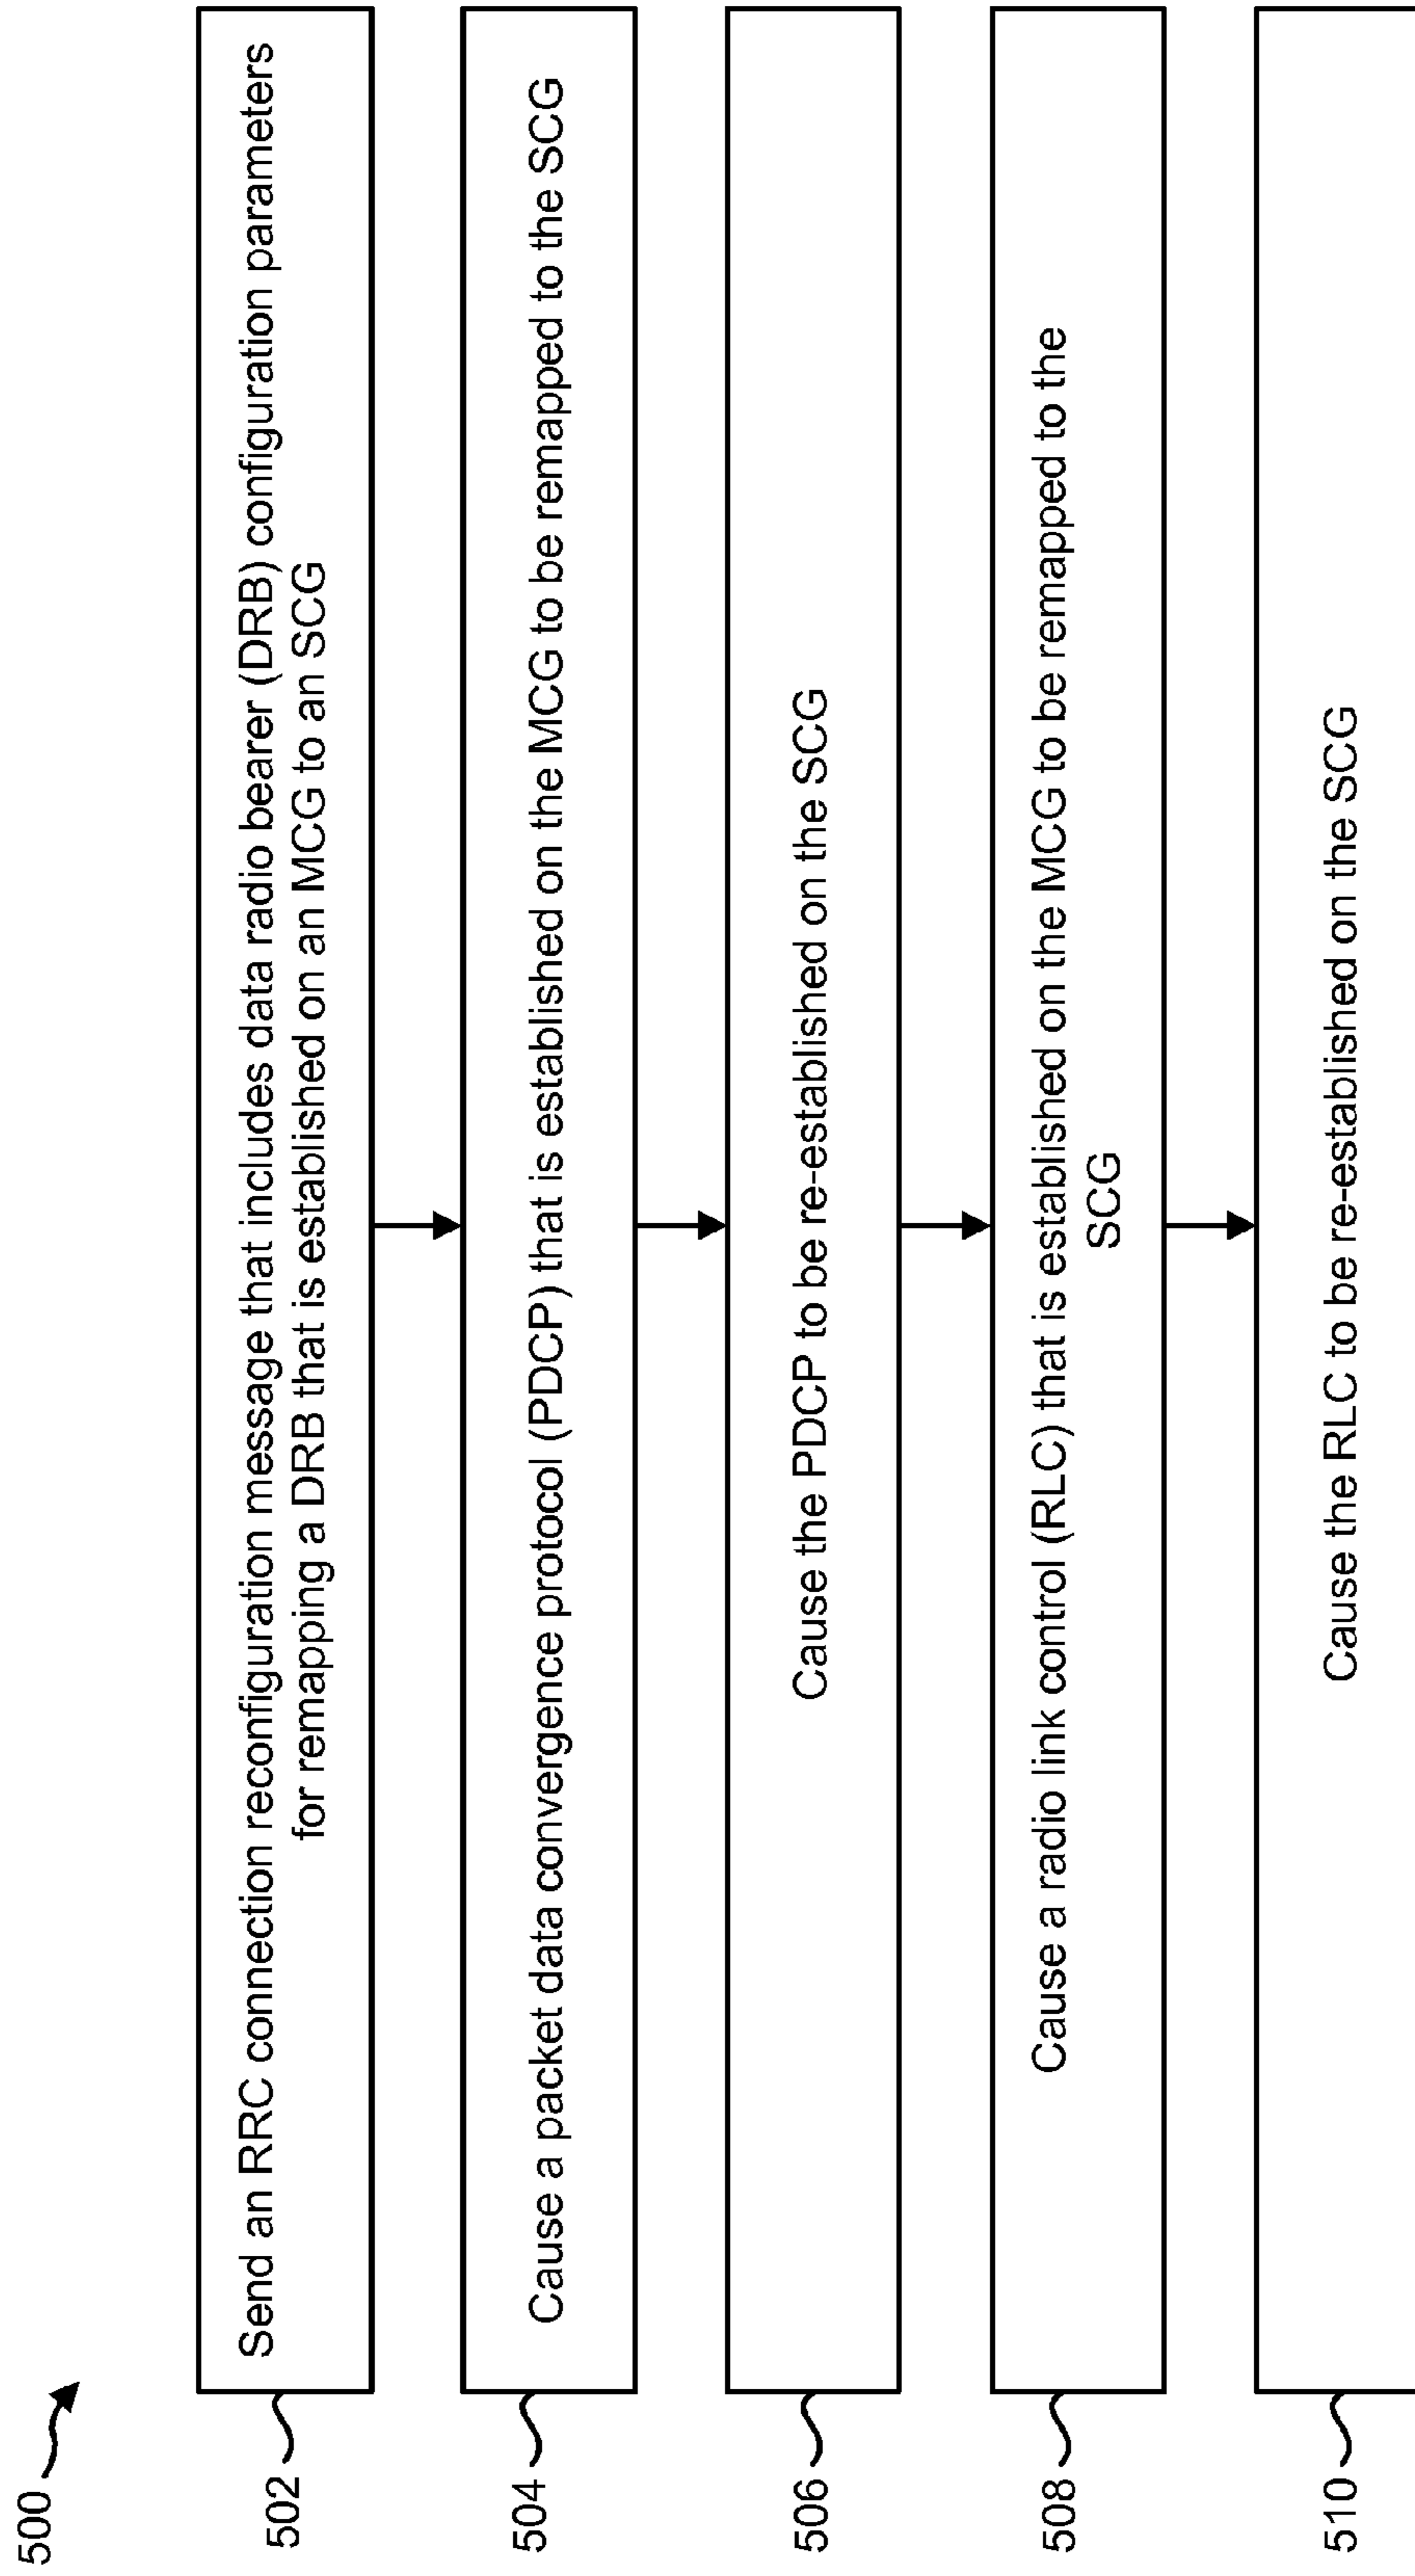 500
502
Send an RRC connection reconfiguration message that includes data radio bearer (DRB) configuration parameters
for remapping a DRB that is established on an MCG to an SCG
504
Cause a packet data convergence protocol (PDCP) that is established on the MCG to be remapped to the SCG
506
Cause the PDCP to be re-established on the SCG
508
Cause a radio link control (RLC) that is established on the MCG to be remapped to the
SCG
510
Cause the RLC to be re-established on the SCG